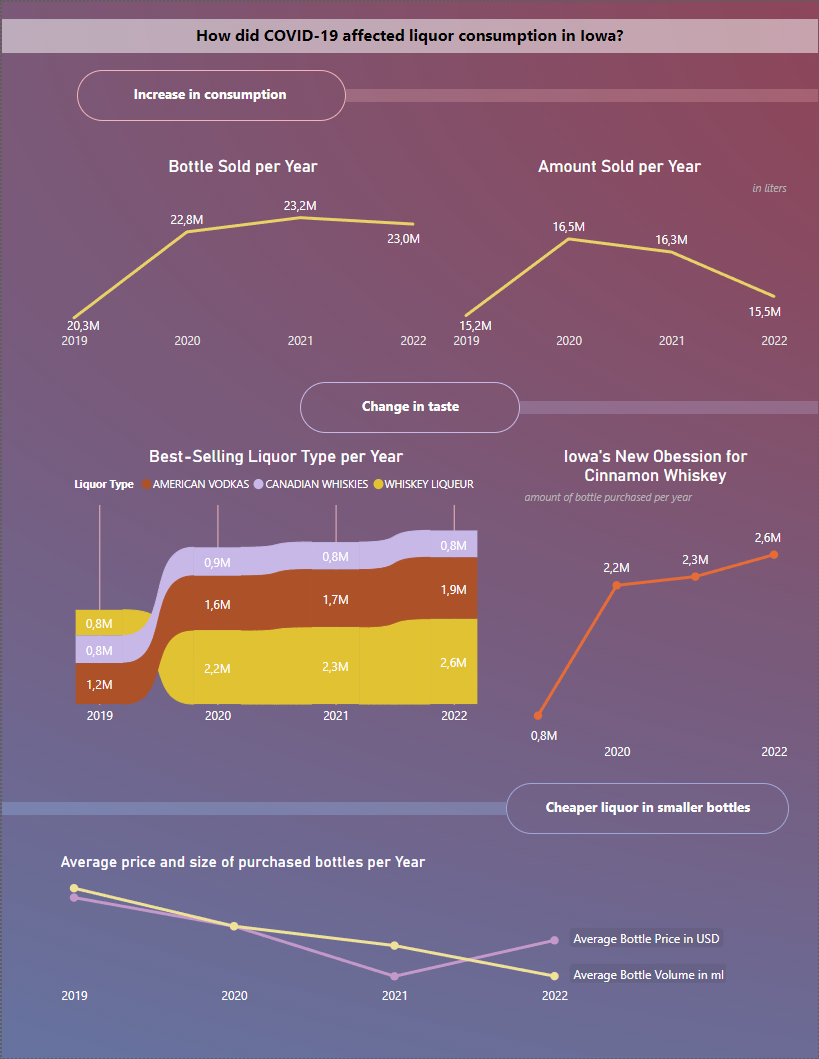 How did COVID-19 affected liquor consumption in Iowa?
Increase in consumption
Bottle Sold per Year
20,3M
22,8M
23,2M
23,0M
2019
2020
2021
2022
Amount Sold per Year
in liters
15,2M
16,5M
16,3M
15,5M
2019
2020
2021
2022
Change in taste
Best-Selling Liquor Type per Year
Liquor Type AMERICAN VODKAS CANADIAN WHISKIES WHISKEY LIQUEUR
0,8M
0,8M
1,2M
0,9M
1,6M
2,2M
0,8M
1,7M
2,3M
0,8M
1,9M
2,6M
2019
2020
2021
2022
Iowa's New Obession for
Cinnamon Whiskey
amount of bottle purchased per year
0,8M
2,2M
2,3M
2,6M
2020
2022
Cheaper liquor in smaller bottles
Average price and size of purchased bottles per Year
Average Bottle Price in USD
Average Bottle Volume in ml
2019
2020
2021
2022